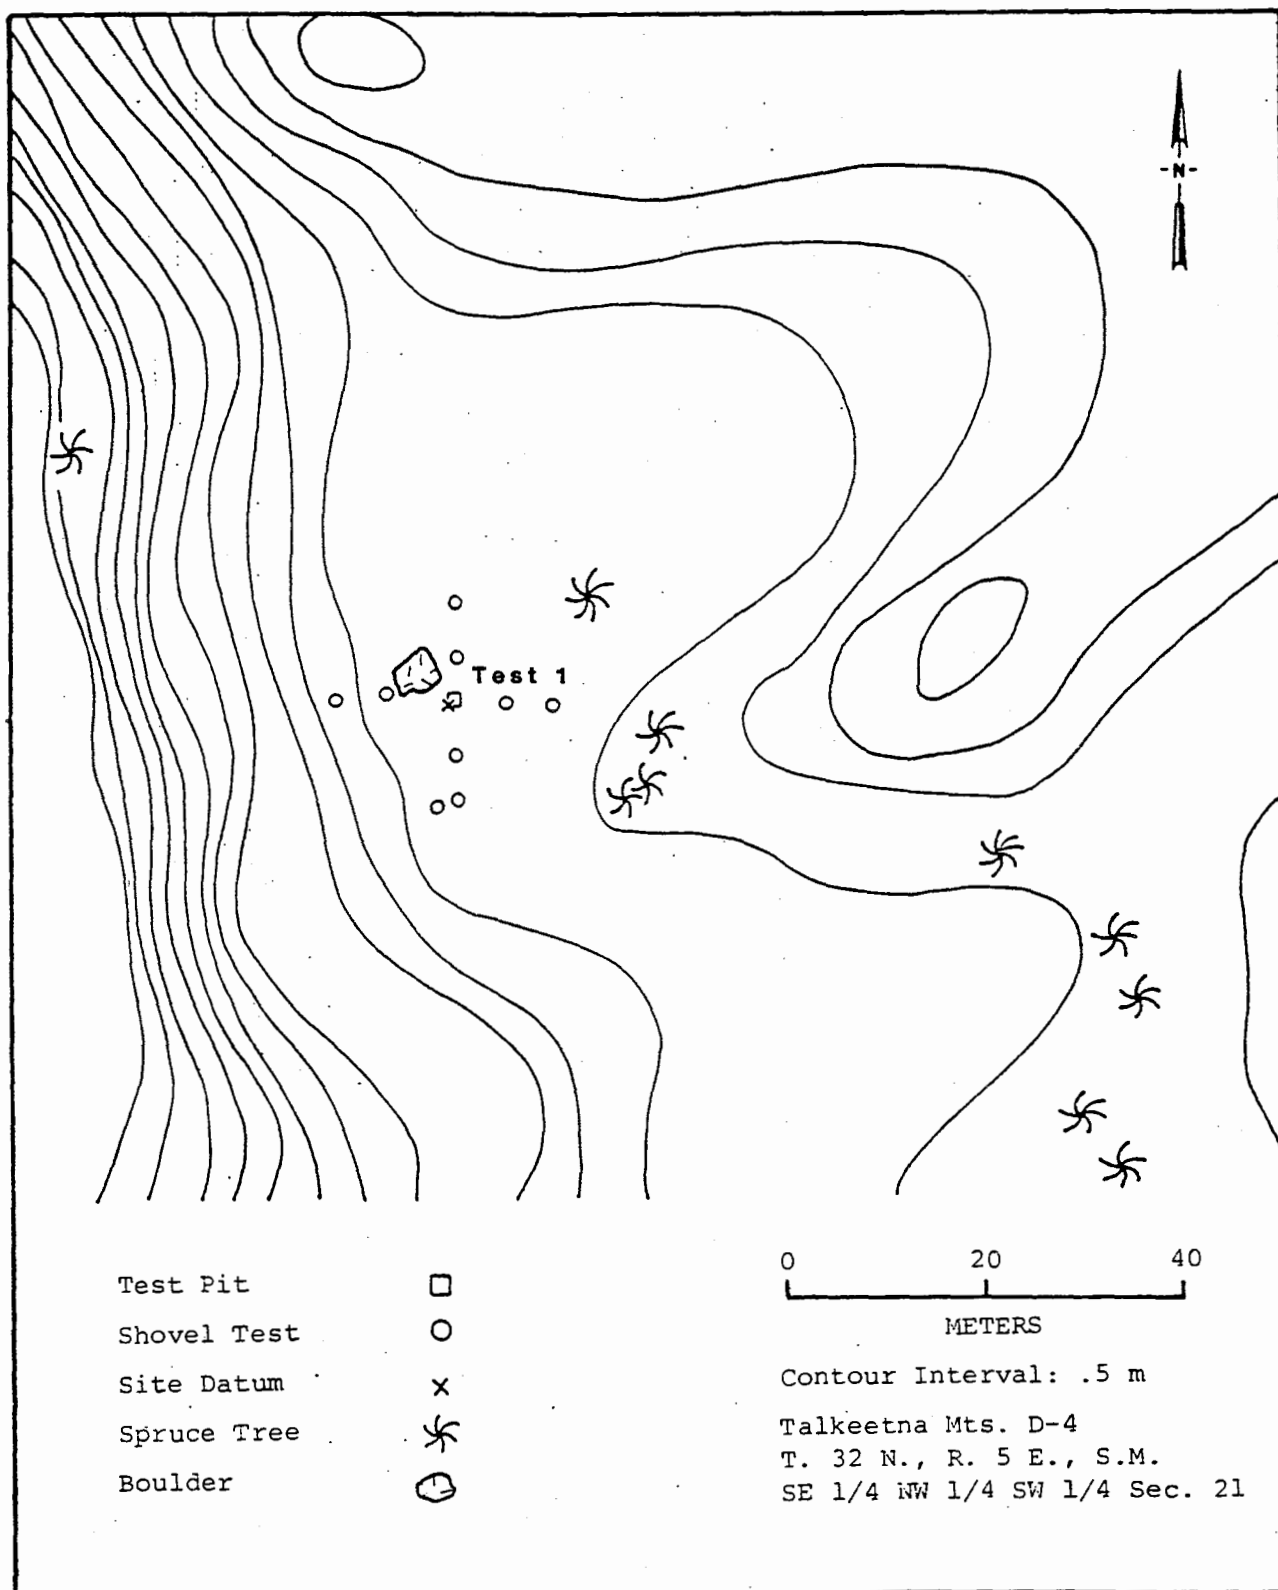 -N-
Test 1
Test Pit
Shovel Test
Site Datum
Spruce Tree
Boulder
0 20 40
METERS
Contour Interval: .5 m
Talkeetna Mts. D-4
T. 32 N., R. 5 E., S.M.
SE 1/4 NW 1/4 SW 1/4 Sec. 21